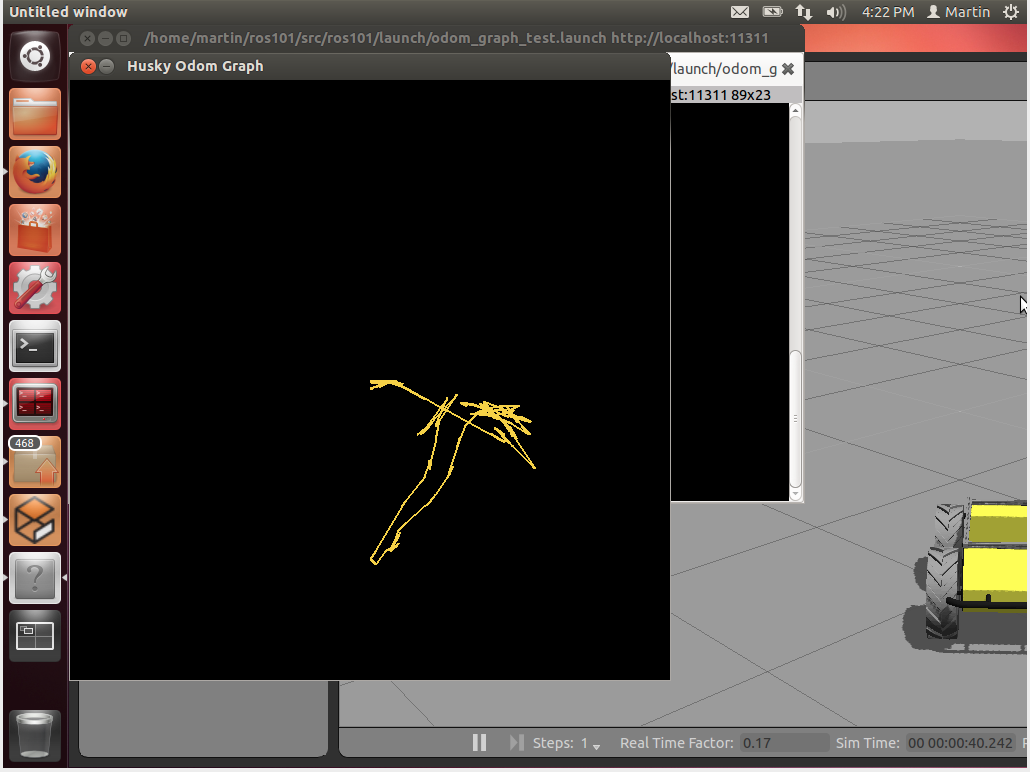 Untitled window
4:22 PM Martin
/home/martin/ros101/src/ros101/launch/odom_graph_test.launch http://localhost:11311
Husky Odom Graph
/launch/odom_g
st:11311 89x23
468
Steps: 1 Real Time Factor: 0.17 Sim Time: 00 00:00:40.242